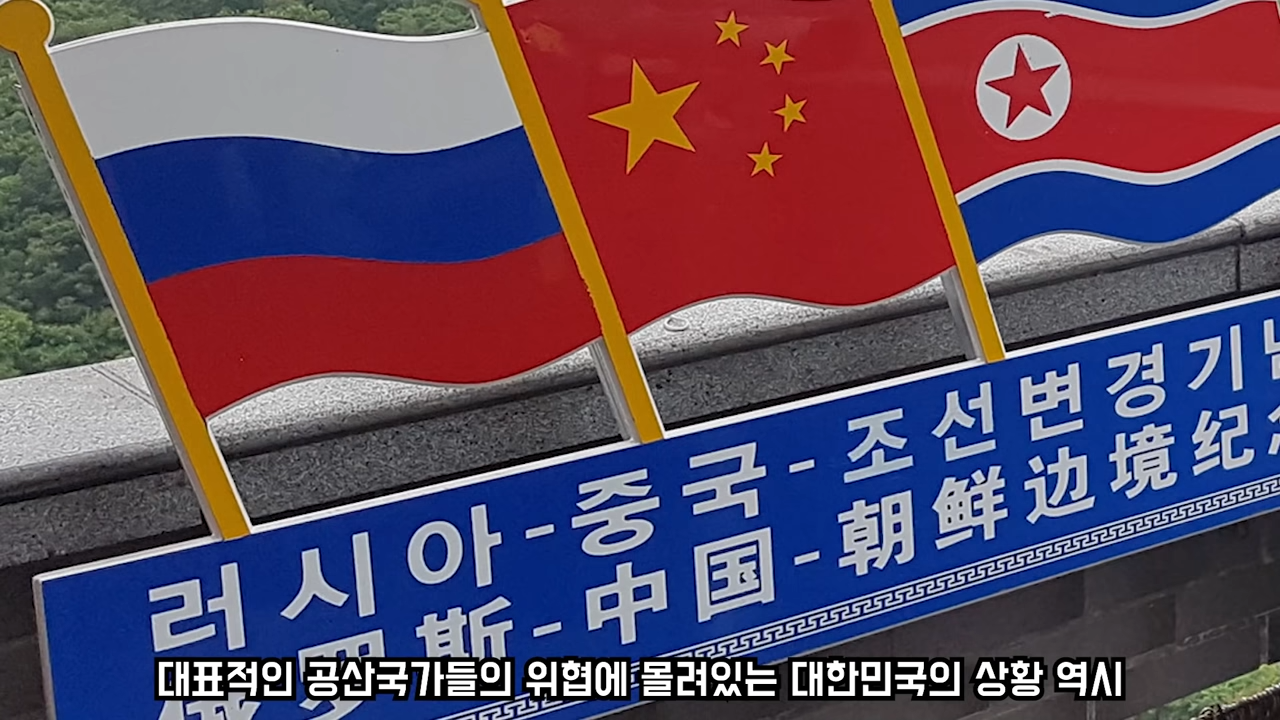 러시아-중국-조선변경기
俄罗斯-中国-朝鲜边境纪
대표적인 공산국가들의 위협에 몰려있는 대한민국의 상황 역시